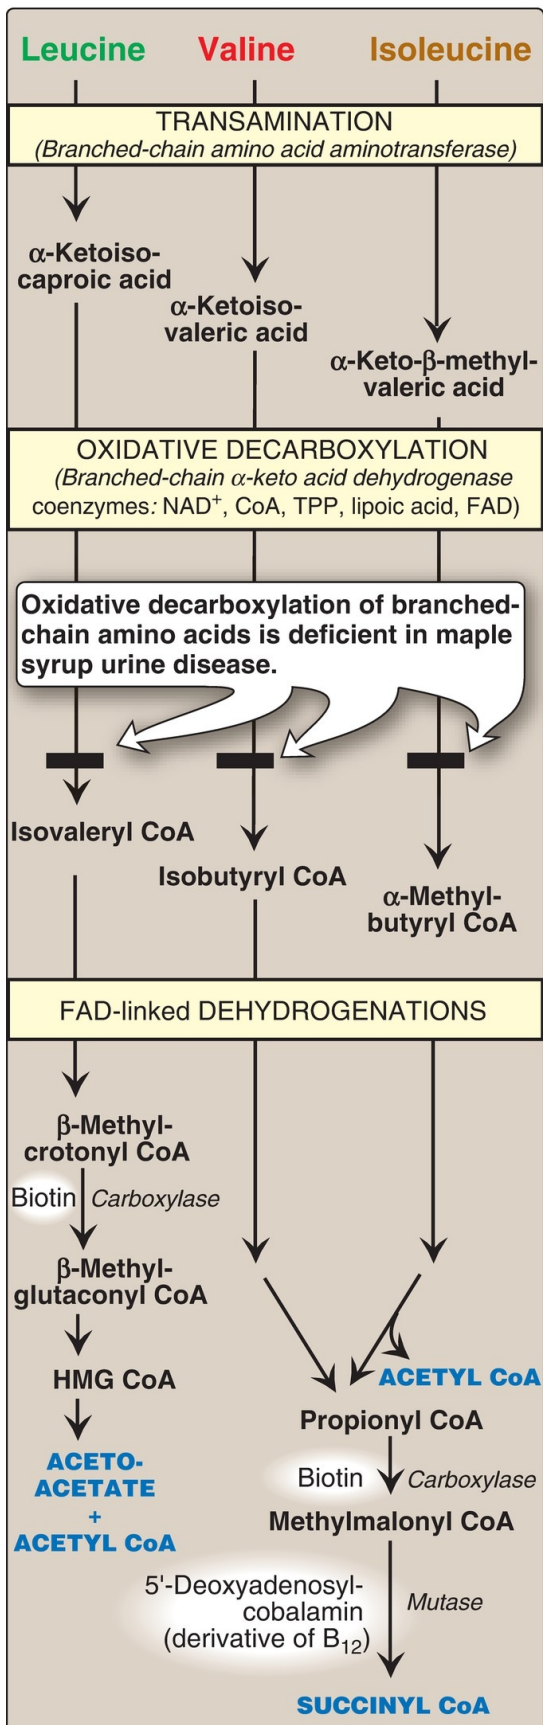 Leucine Valine Isoleucine
TRANSAMINATION
(Branched-chain amino acid aminotransferase)
α-Ketoiso-
caproic acid
α-Ketoiso-
valeric acid
α-Keto-β-methyl-
valeric acid
OXIDATIVE DECARBOXYLATION
(Branched-chain α-keto acid dehydrogenase
coenzymes: NAD⁺, CoA, TPP, lipoic acid, FAD)
Oxidative decarboxylation of branched-
chain amino acids is deficient in maple
syrup urine disease.
Isovaleryl CoA
Isobutyryl CoA
α-Methyl-
butyryl CoA
FAD-linked DEHYDROGENATIONS
β-Methyl-
crotonyl CoA
Biotin Carboxylase
β-Methyl-
glutaconyl CoA
HMG CoA
ACETO-
ACETATE
+
ACETYL CoA
ACETYL CoA
Propionyl CoA
Biotin Carboxylase
Methylmalonyl CoA
5'-Deoxyadenosyl-
cobalamin
(derivative of B₁₂)
Mutase
SUCCINYL CoA